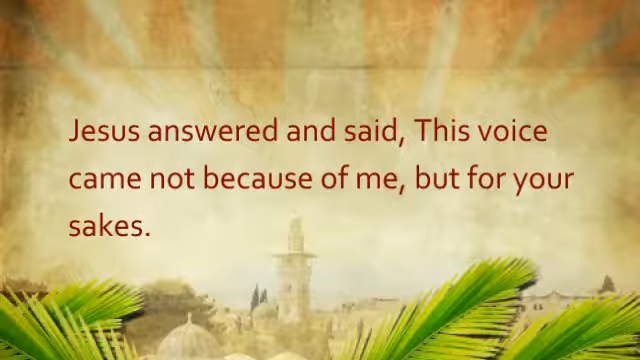 Jesus answered and said, This voice
came not because of me, but for your
sakes.